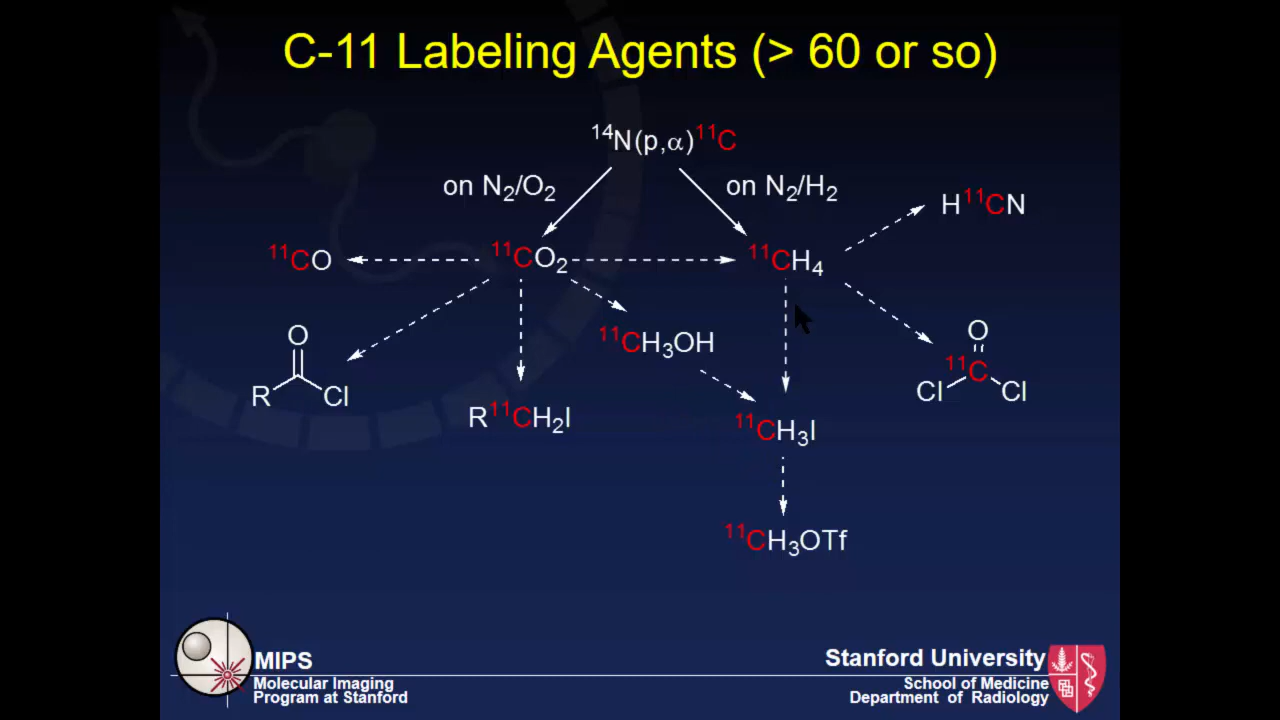 C-11 Labeling Agents (> 60 or so)
¹⁴N(p,α)¹¹C
on N₂/O₂
on N₂/H₂
H¹¹CN
¹¹CO
¹¹CO₂
¹¹CH₄
¹¹CH₃OH
O
R
Cl
O
¹¹C
Cl
Cl
R¹¹CH₂I
¹¹CH₃I
¹¹CH₃OTf
MIPS
Molecular Imaging
Program at Stanford
Stanford University
School of Medicine
Department of Radiology